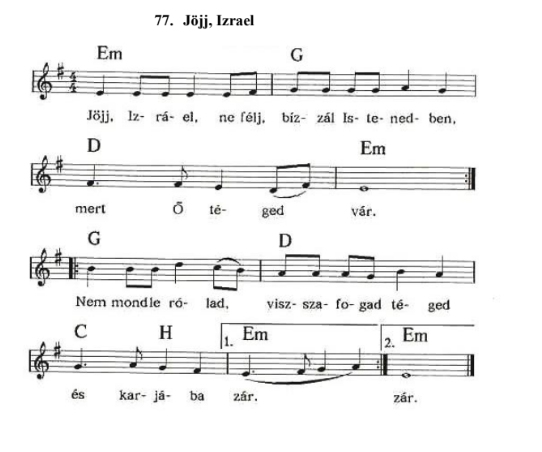 77. Jöjj, Izrael
Em G
Jöjj, Iz- rá- el, ne félj, bíz- zál Is- te- ned- ben,
D Em
mert Ő té- ged vár.
G D
Nem mond le ró- lad, visz- sza- fo- gad té- ged
C H 1. Em 2. Em
és kar- já- ba zár. zár.